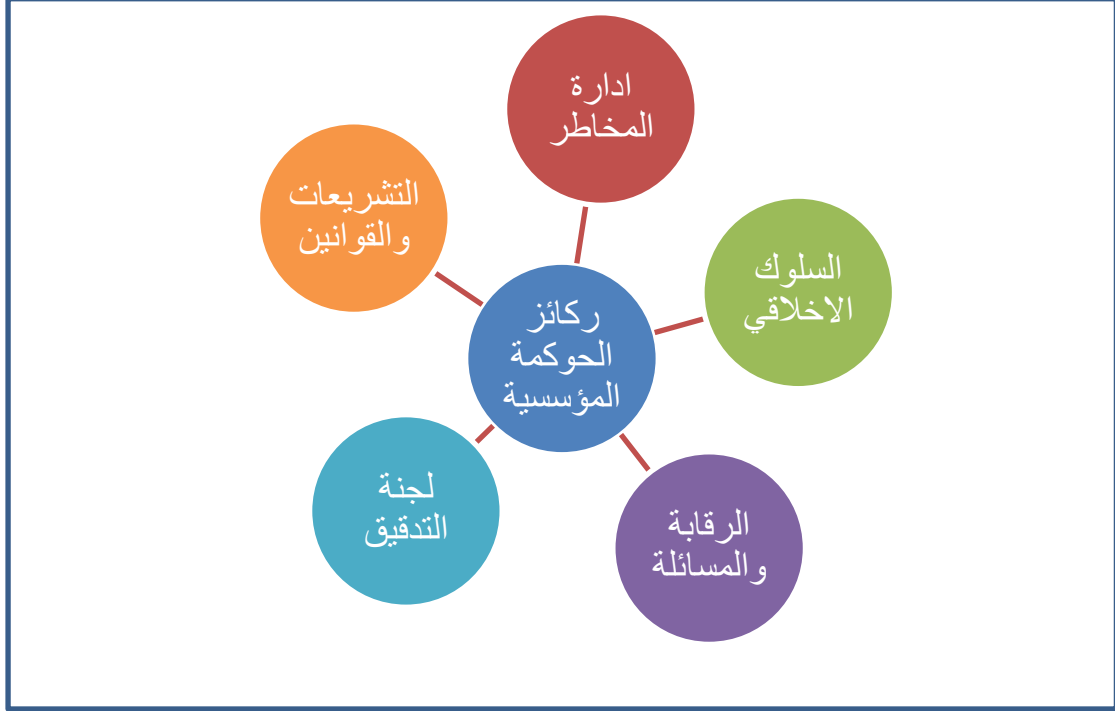 ادارة
المخاطر
التشريعات
والقوانين
السلوك
الاخلاقي
ركائز
الحوكمة
المؤسسية
لجنة
التدقيق
الرقابة
والمسائلة